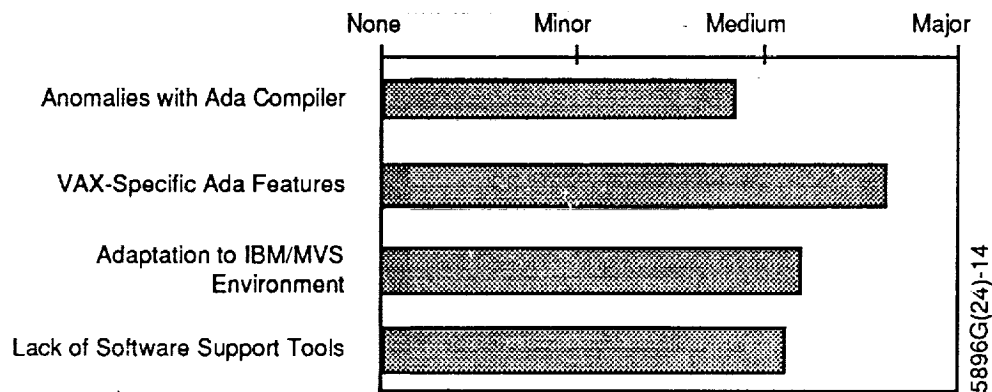 None Minor Medium Major
Anomalies with Ada Compiler
VAX-Specific Ada Features
Adaptation to IBM/MVS
Environment
Lack of Software Support Tools
5896G(24)-14